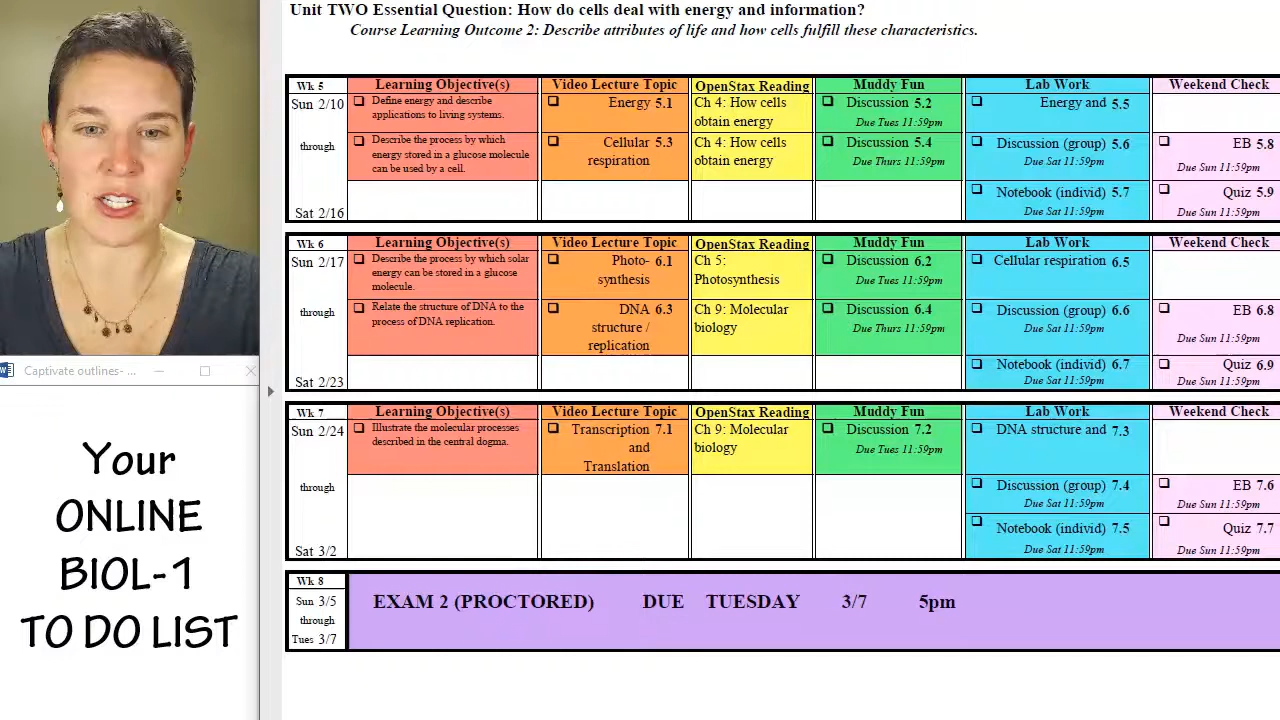 Unit TWO Essential Question: How do cells deal with energy and information?
Course Learning Outcome 2: Describe attributes of life and how cells fulfill these characteristics.
Wk 5 Learning Objective(s) Video Lecture Topic OpenStax Reading Muddy Fun Lab Work Weekend Check
Sun 2/10
through
Sat 2/16
Define energy and describe
applications to living systems.
Energy 5.1
Ch 4: How cells
obtain energy
Discussion 5.2
Due Tues 11:59pm
Energy and 5.5
Describe the process by which
energy stored in a glucose molecule
can be used by a cell.
Cellular 5.3
respiration
Ch 4: How cells
obtain energy
Discussion 5.4
Due Thurs 11:59pm
Discussion (group) 5.6
Due Sat 11:59pm
EB 5.8
Due Sun 11:59pm
Notebook (individ) 5.7
Due Sat 11:59pm
Quiz 5.9
Due Sun 11:59pm
Wk 6 Learning Objective(s) Video Lecture Topic OpenStax Reading Muddy Fun Lab Work Weekend Check
Sun 2/17
through
Sat 2/23
Describe the process by which solar
energy can be stored in a glucose
molecule.
Photo- 6.1
synthesis
Ch 5:
Photosynthesis
Discussion 6.2
Due Tues 11:59pm
Cellular respiration 6.5
Relate the structure of DNA to the
process of DNA replication.
DNA 6.3
structure /
replication
Ch 9: Molecular
biology
Discussion 6.4
Due Thurs 11:59pm
Discussion (group) 6.6
Due Sat 11:59pm
EB 6.8
Due Sun 11:59pm
Notebook (individ) 6.7
Due Sat 11:59pm
Quiz 6.9
Due Sun 11:59pm
Wk 7 Learning Objective(s) Video Lecture Topic OpenStax Reading Muddy Fun Lab Work Weekend Check
Sun 2/24
through
Sat 3/2
Illustrate the molecular processes
described in the central dogma.
Transcription 7.1
and
Translation
Ch 9: Molecular
biology
Discussion 7.2
Due Tues 11:59pm
DNA structure and 7.3
Discussion (group) 7.4
Due Sat 11:59pm
EB 7.6
Due Sun 11:59pm
Notebook (individ) 7.5
Due Sat 11:59pm
Quiz 7.7
Due Sun 11:59pm
Wk 8
Sun 3/5
through
Tues 3/7
EXAM 2 (PROCTORED) DUE TUESDAY 3/7 5pm
Captivate outlines- ...
Your
ONLINE
BIOL-1
TO DO LIST